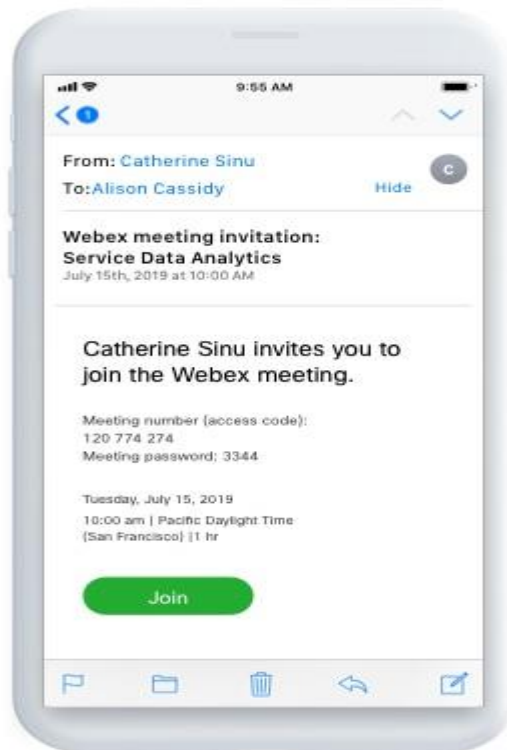 9:55 AM
1
From: Catherine Sinu
C
To:Alison Cassidy
Hide
Webex meeting invitation:
Service Data Analytics
July 15th, 2019 at 10:00 AM
Catherine Sinu invites you to
join the Webex meeting.
Meeting number (access code):
120 774 274
Meeting password: 3344
Tuesday, July 15, 2019
10:00 am | Pacific Daylight Time
(San Francisco) |1 hr
Join